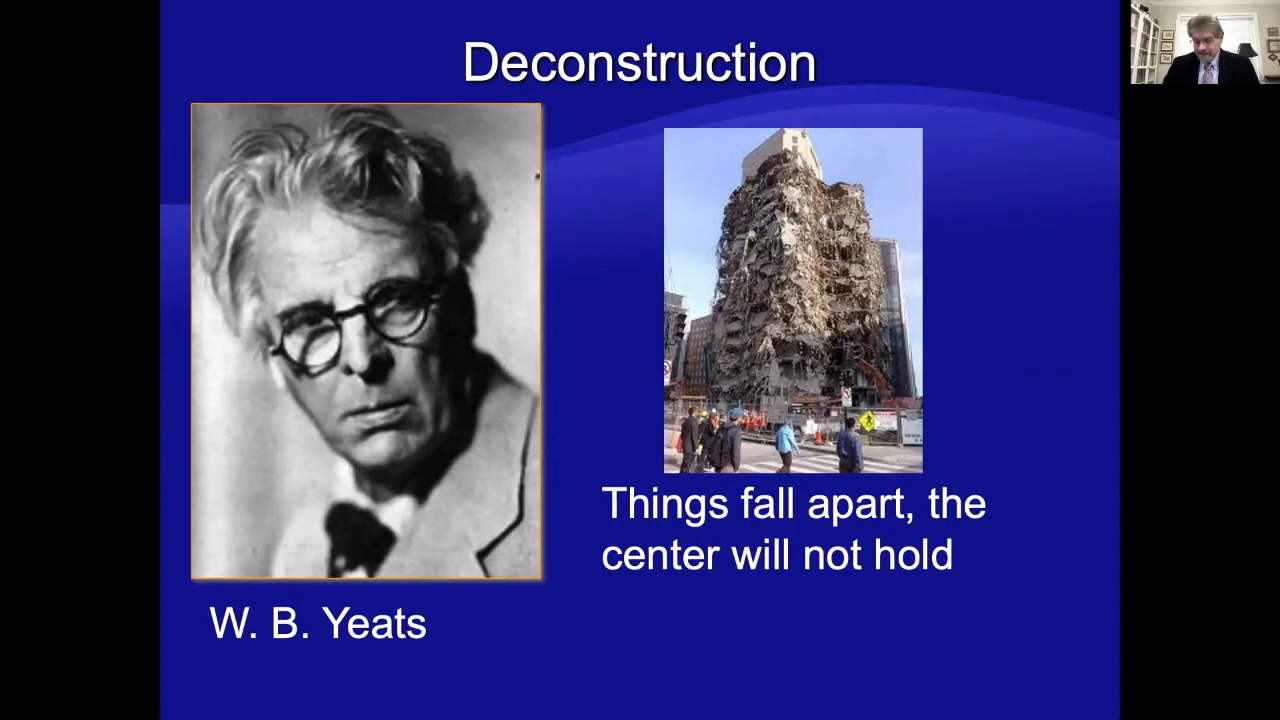 Deconstruction
Things fall apart, the
center will not hold
W. B. Yeats